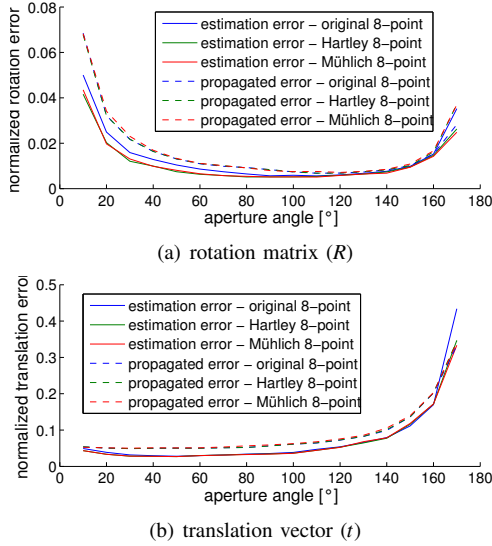 0.08
0.06
0.04
0.02
0
normalized rotation error
estimation error – original 8–point
estimation error – Hartley 8–point
estimation error – Mühlich 8–point
propagated error – original 8–point
propagated error – Hartley 8–point
propagated error – Mühlich 8–point
0 20 40 60 80 100 120 140 160 180
aperture angle [°]
(a) rotation matrix (R)
0.5
0.4
0.3
0.2
0.1
0
normalized translation error
estimation error – original 8–point
estimation error – Hartley 8–point
estimation error – Mühlich 8–point
propagated error – original 8–point
propagated error – Hartley 8–point
propagated error – Mühlich 8–point
0 20 40 60 80 100 120 140 160 180
aperture angle [°]
(b) translation vector (t)